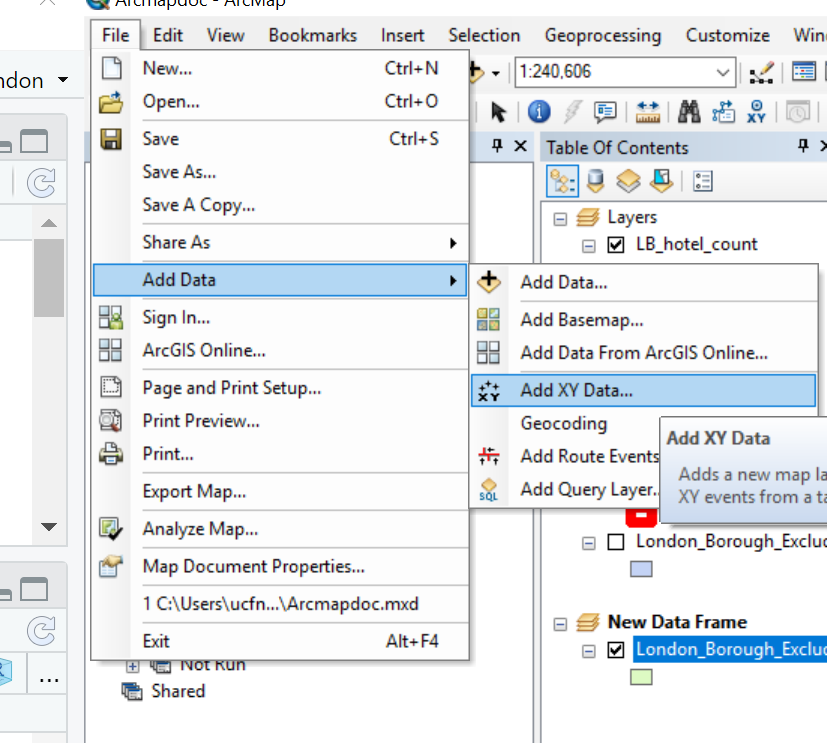 Arcmapdoc - ArcMap
File Edit View Bookmarks Insert Selection Geoprocessing Customize
ndon
1:240,606
New... Ctrl+N
Open... Ctrl+O
Save Ctrl+S
Save As...
Save A Copy...
Share As
Add Data
Sign In...
ArcGIS Online...
Page and Print Setup...
Print Preview...
Print...
Export Map...
Analyze Map...
Map Document Properties...
1 C:\Users\ucfn...\Arcmapdoc.mxd
Exit Alt+F4
Not Run
Shared
XY
Table Of Contents
Layers
LB_hotel_count
Add Data...
Add Basemap...
Add Data From ArcGIS Online...
XY Add XY Data...
Geocoding
Add Route Events
SQL Add Query Layer..
Add XY Data
Adds a new map la
XY events from a ta
London_Borough_Exclud
New Data Frame
London_Borough_Exclud
...